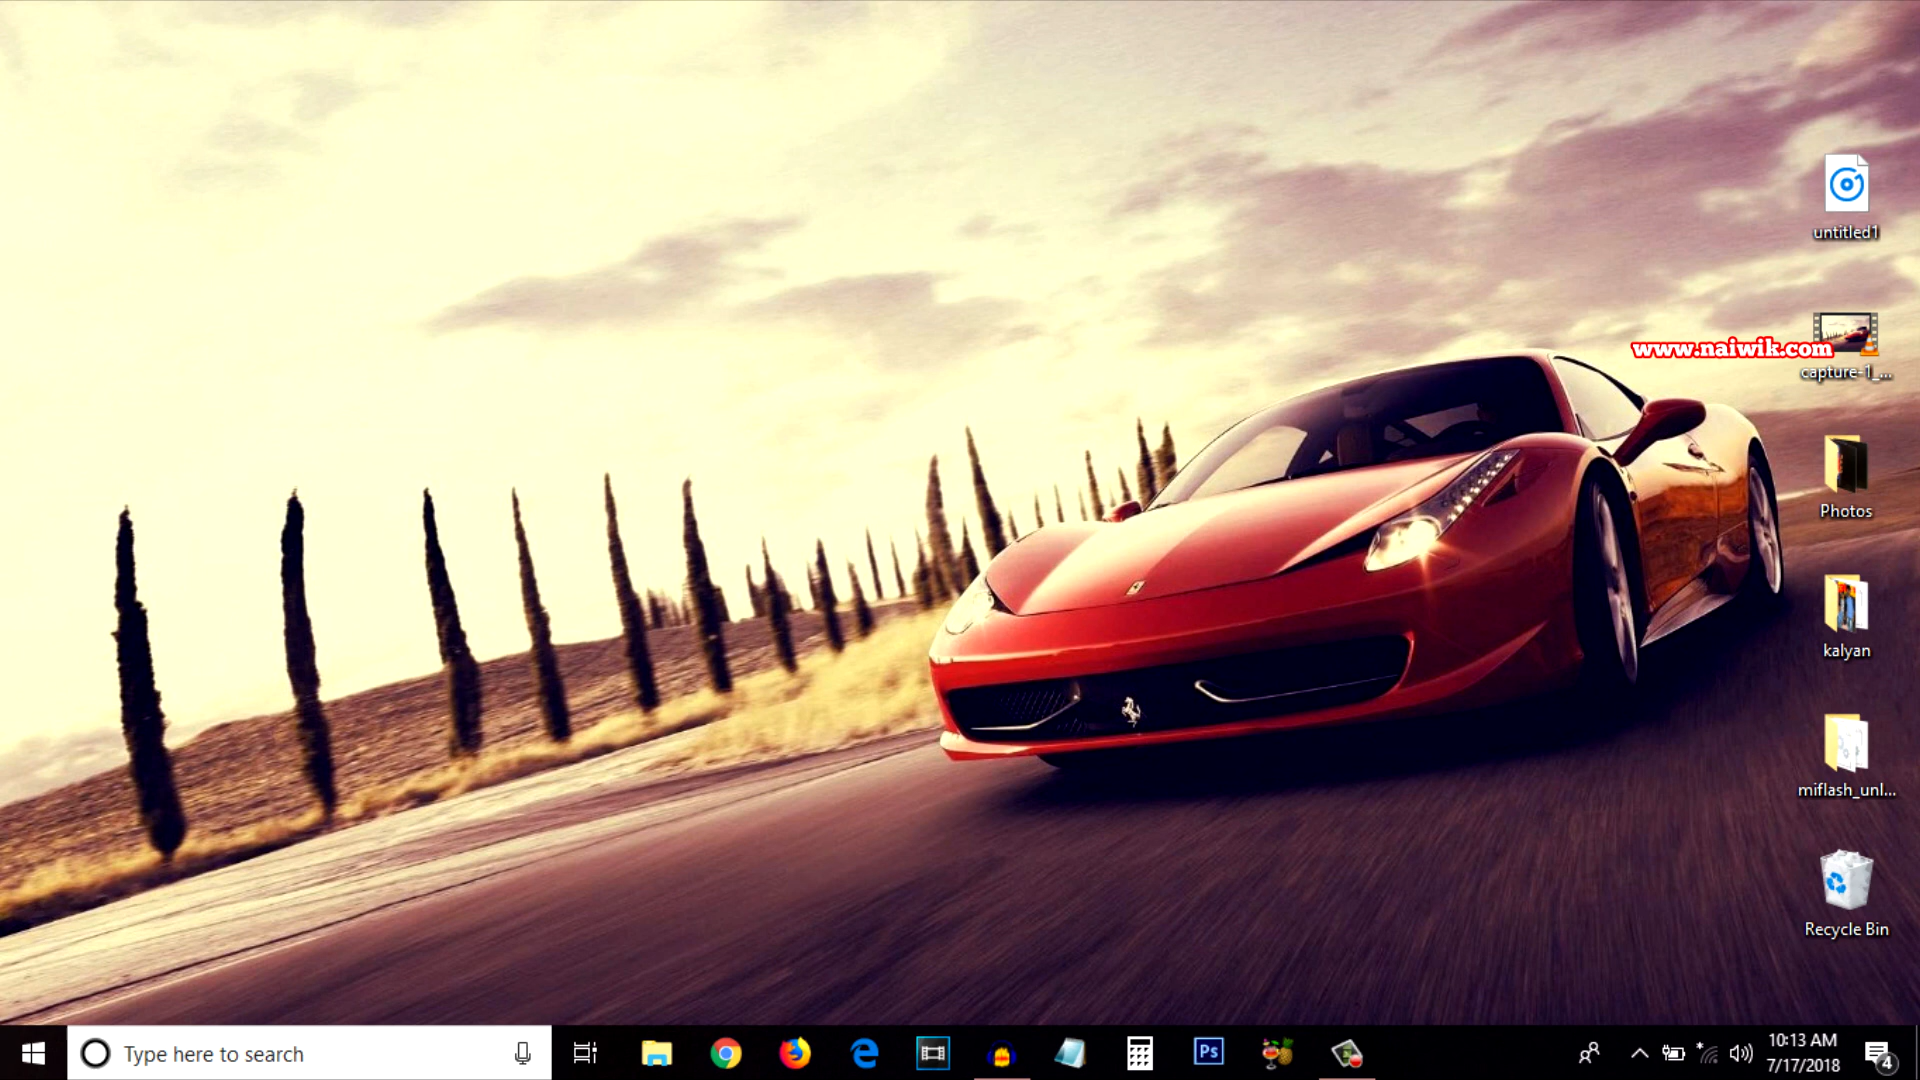 untitled1
www.naiwik.com
capture-1_...
Photos
kalyan
miflash_unl...
Recycle Bin
Type here to search
Ps
10:13 AM
7/17/2018
4